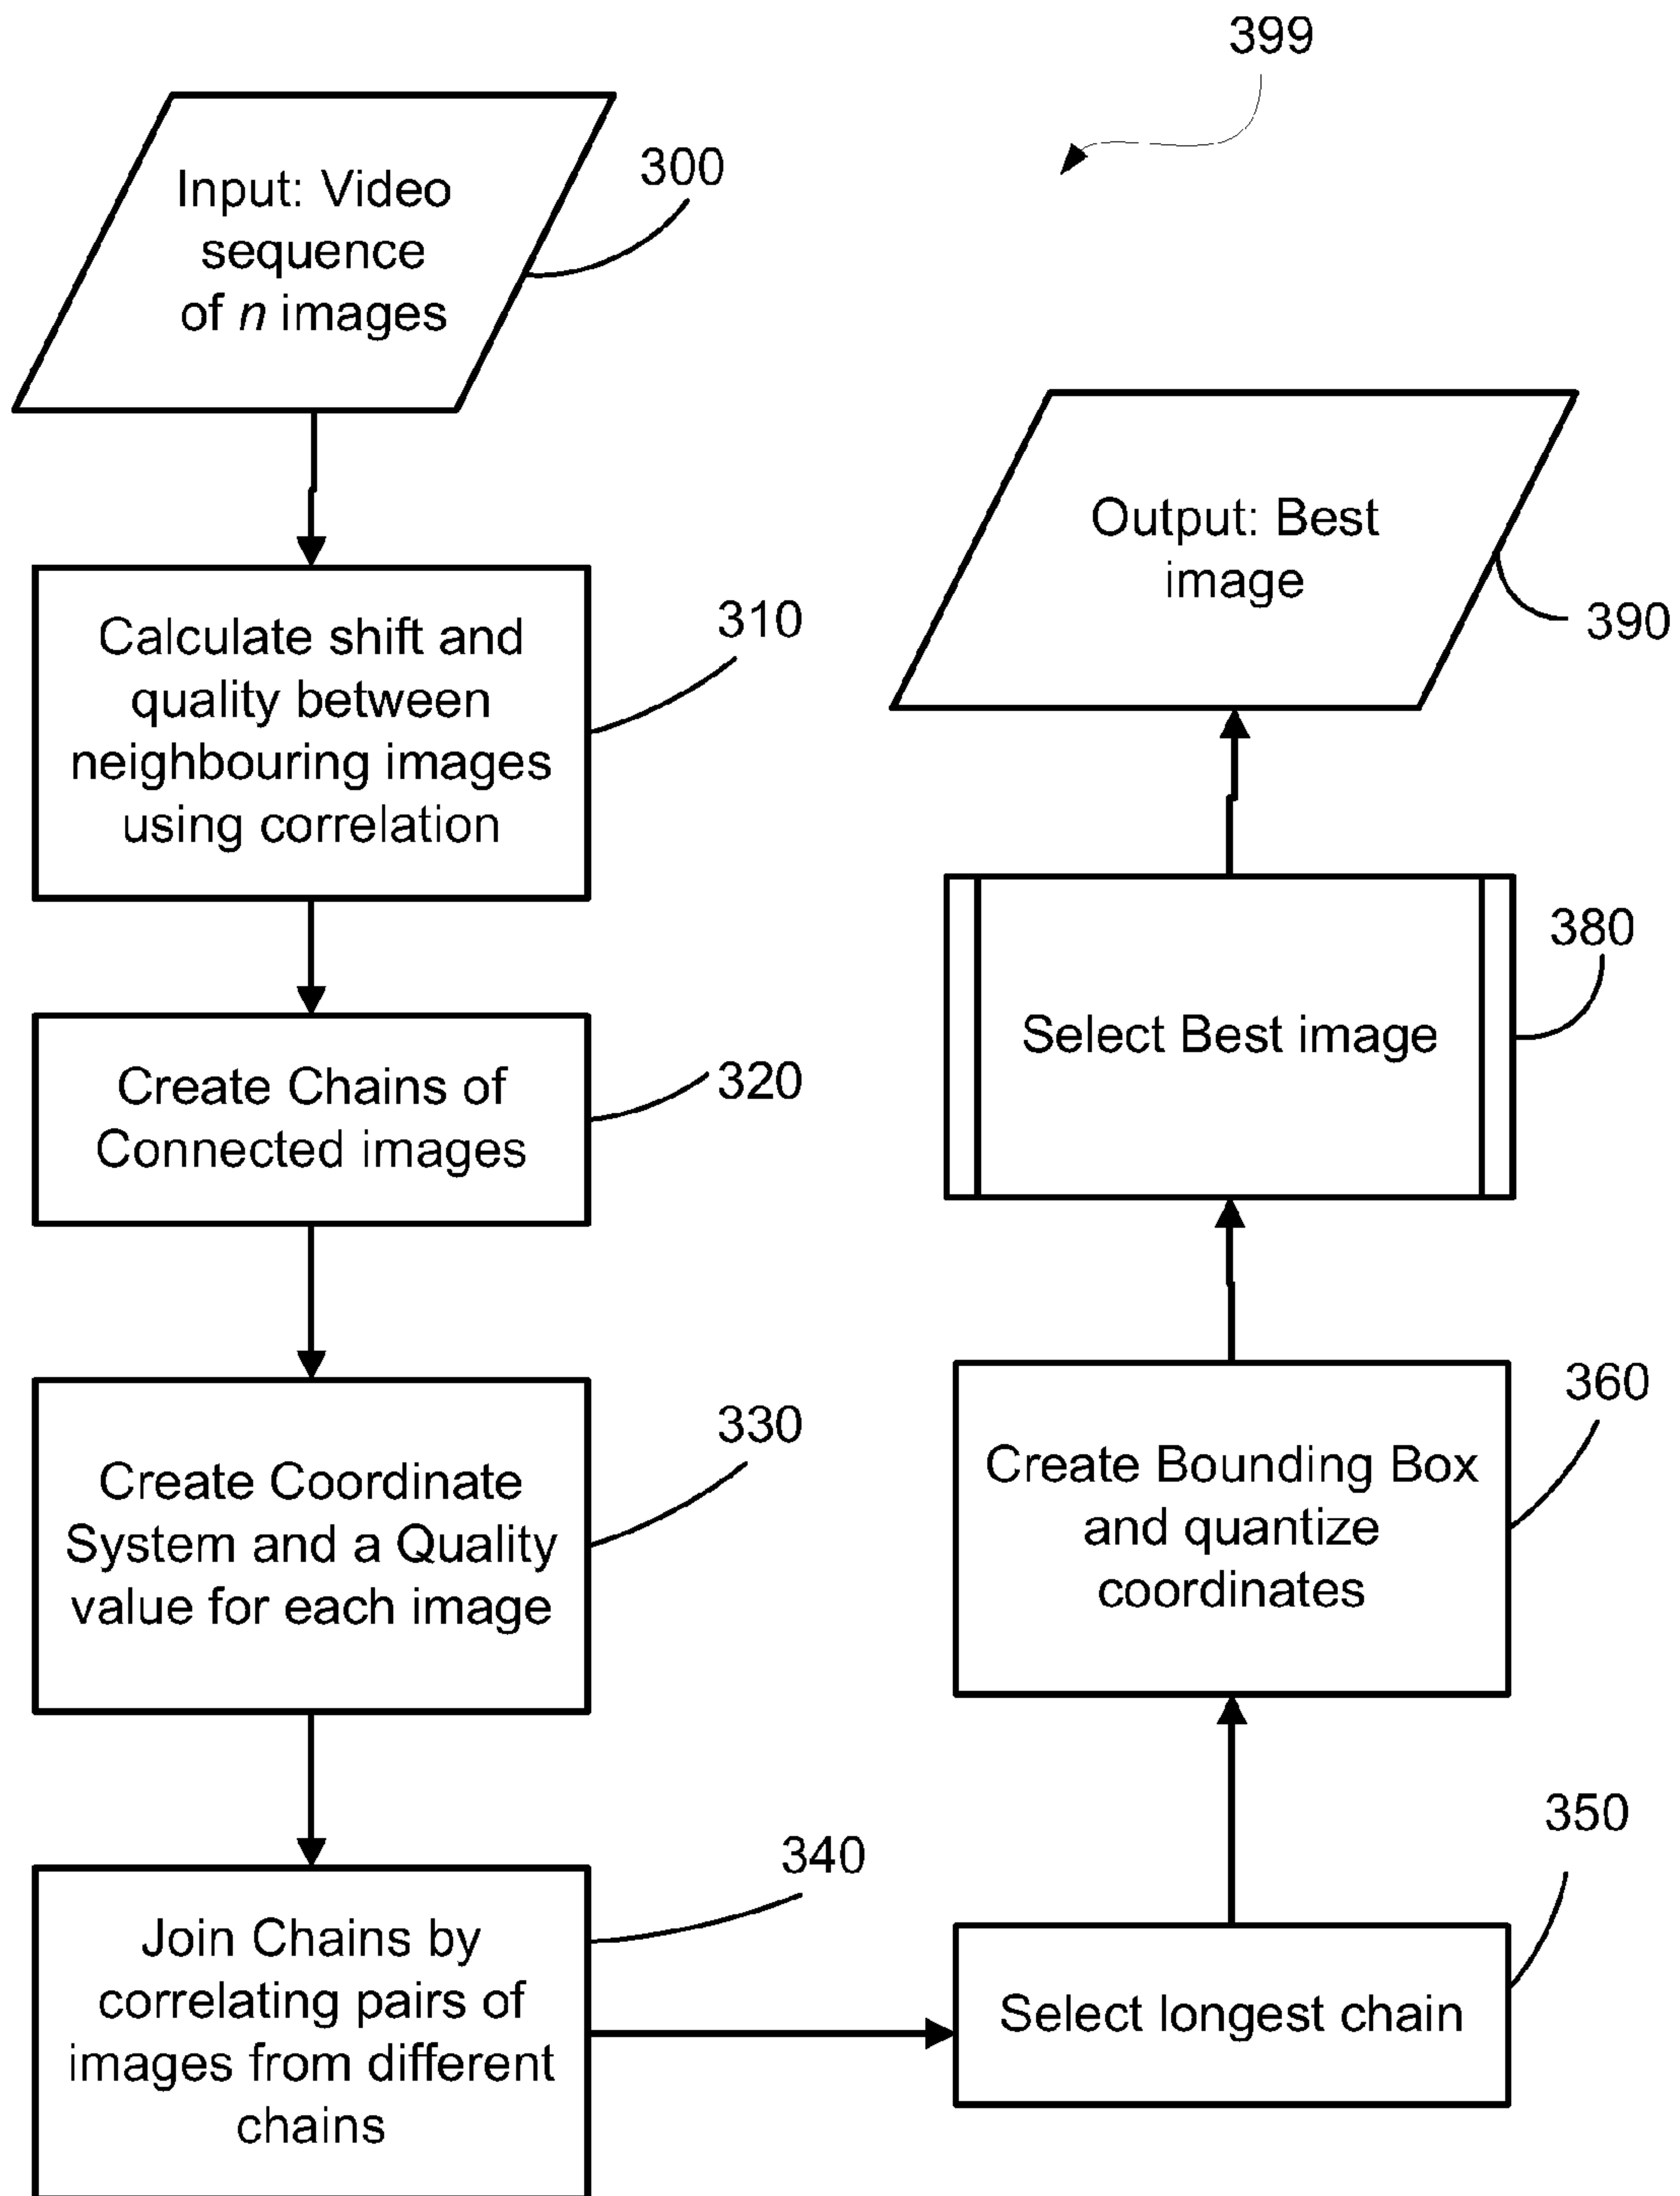 399
Input: Video
sequence
of n images
300
Calculate shift and
quality between
neighbouring images
using correlation
310
Create Chains of
Connected images
320
Create Coordinate
System and a Quality
value for each image
330
Join Chains by
correlating pairs of
images from different
chains
340
Select longest chain
350
Create Bounding Box
and quantize
coordinates
360
Select Best image
380
Output: Best
image
390